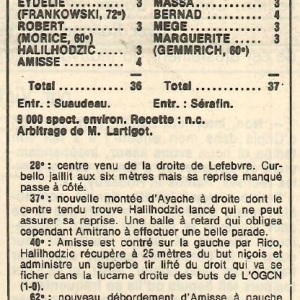 EYDELIE ........ 3 MASSA .......... 3
(FRANKOWSKI, 72e) BERNAD ......... 4
ROBERT ......... 3 MEGE ........... 3
(MORICE, 60e) MARGUERITE ..... 3
HALILHODZIC .... 3 (GEMMRICH, 60e)
AMISSE ......... 4
Total .......... 36 Total .......... 37
Entr. : Suaudeau. Entr. : Sérafin.
9 000 spect. environ. Recette : n.c.
Arbitrage de M. Lartigot.
28e : centre venu de la droite de Lefebvre. Cur-
bello jaillit aux six mètres mais sa reprise manquée
passe à côté.
37e : nouvelle montée d'Ayache à droite dont le
centre tendu trouve Halilhodzic lancé qui ne peut
assurer sa reprise. Une balle à retard qui obligea
cependant Amitrano à effectuer une belle parade.
40e : Amisse est contré sur la gauche par Rico,
Halilhodzic récupère à 25 mètres du but niçois et
administre un superbe tir lifté du droit qui va se
ficher dans la lucarne droite des buts de L'OGCN
(1-0).
62e : nouveau débordement d'Amisse à gauche